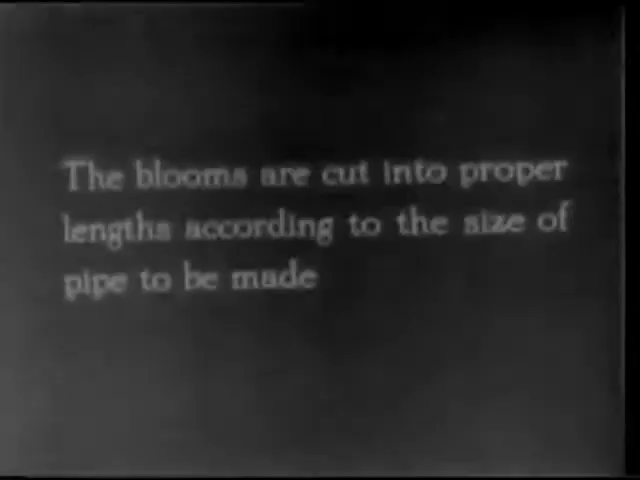 The blooms are cut into proper
lengths according to the size of
pipe to be made